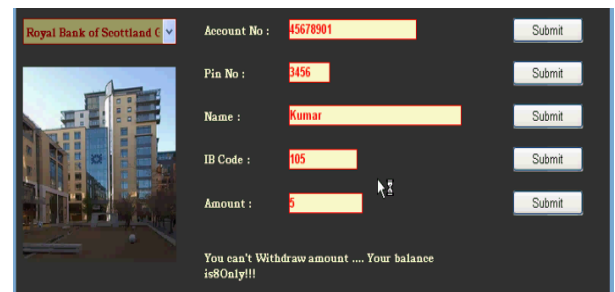 Royal Bank of Scottland G
Account No : 45678901 Submit
Pin No : 3456 Submit
Name : Kumar Submit
IB Code : 105 Submit
Amount : 5 Submit
You can't Withdraw amount .... Your balance
is8Only!!!